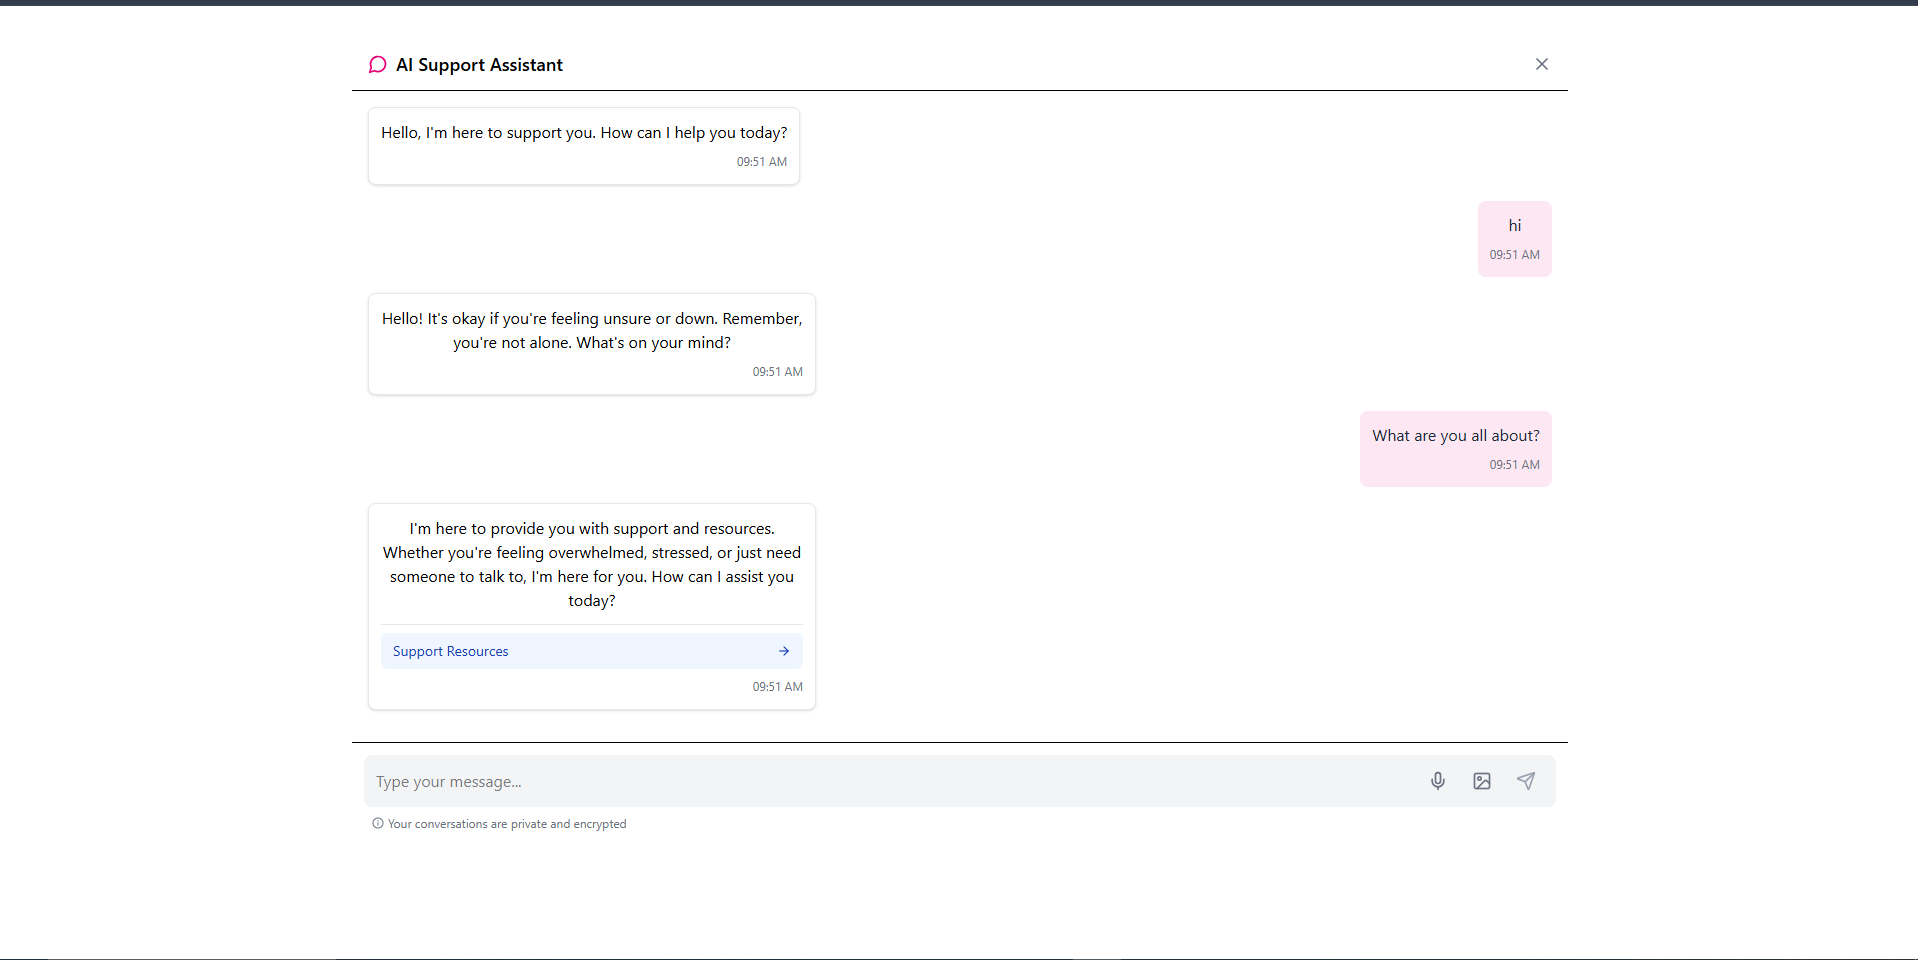 AI Support Assistant
Hello, I'm here to support you. How can I help you today?
09:51 AM
hi
09:51 AM
Hello! It's okay if you're feeling unsure or down. Remember,
you're not alone. What's on your mind?
09:51 AM
What are you all about?
09:51 AM
I'm here to provide you with support and resources.
Whether you're feeling overwhelmed, stressed, or just need
someone to talk to, I'm here for you. How can I assist you
today?
Support Resources
09:51 AM
Type your message...
Your conversations are private and encrypted